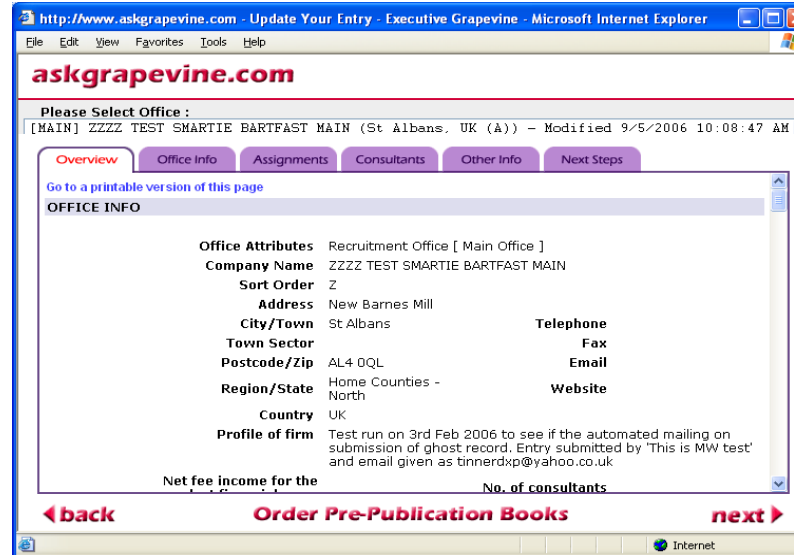 http://www.askgrapevine.com - Update Your Entry - Executive Grapevine - Microsoft Internet Explorer
File Edit View Favorites Tools Help
askgrapevine.com
Please Select Office :
[MAIN] ZZZZ TEST SMARTIE BARTFAST MAIN (St Albans, UK (A)) – Modified 9/5/2006 10:08:47 AM
Overview Office Info Assignments Consultants Other Info Next Steps
Go to a printable version of this page
OFFICE INFO
Office Attributes Recruitment Office [ Main Office ]
Company Name ZZZZ TEST SMARTIE BARTFAST MAIN
Sort Order Z
Address New Barnes Mill
City/Town St Albans Telephone
Town Sector Fax
Postcode/Zip AL4 0QL Email
Region/State Home Counties - North Website
Country UK
Profile of firm Test run on 3rd Feb 2006 to see if the automated mailing on
submission of ghost record. Entry submitted by 'This is MW test'
and email given as tinnerdxp@yahoo.co.uk
Net fee income for the
No. of consultants
back Order Pre-Publication Books next
Internet